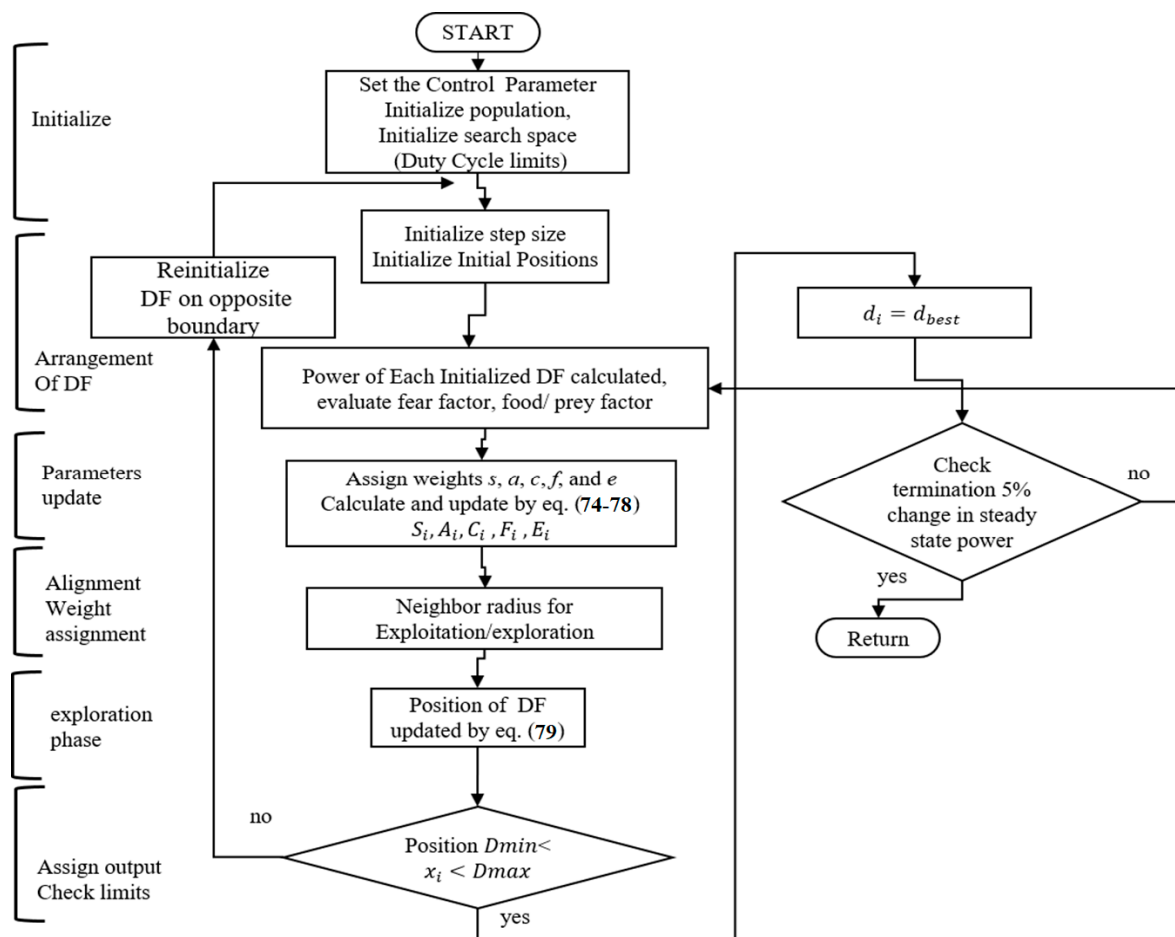 START
Set the Control Parameter
Initialize population,
Initialize search space
(Duty Cycle limits)
Initialize
Initialize step size
Initialize Initial Positions
Reinitialize
DF on opposite
boundary
Arrangement
Of DF
Power of Each Initialized DF calculated,
evaluate fear factor, food/ prey factor
Parameters
update
Assign weights s, a, c, f, and e
Calculate and update by eq. (74-78)
S_i, A_i, C_i , F_i , E_i
Alignment
Weight
assignment
Neighbor radius for
Exploitation/exploration
exploration
phase
Position of DF
updated by eq. (79)
no
Position Dmin<
x_i < Dmax
Assign output
Check limits
yes
d_i = d_best
Check
termination 5%
change in steady
state power
no
yes
Return